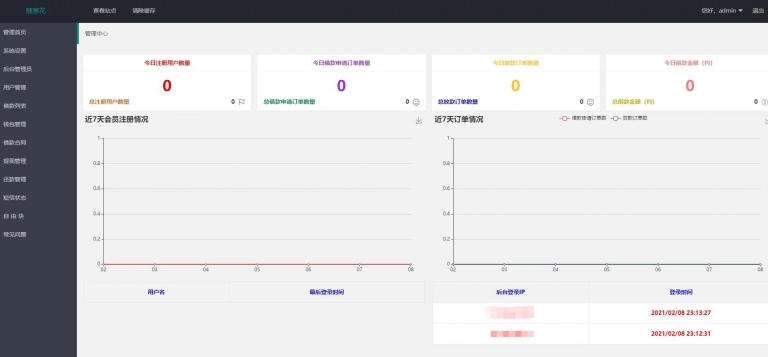 随意花 查看站点 清除缓存 您好，admin 退出
管理首页
系统设置
后台管理员
用户管理
借款列表
钱包管理
借款合同
提现管理
还款管理
短信状态
自 由 块
常见问题
管理中心
今日注册用户数量
0
总注册用户数量 0
今日借款申请订单数量
0
总借款申请订单数量 0
今日放款订单数量
0
总放款订单数量 0
今日借款金额（约）
0
总借款金额（约） 0
近7天会员注册情况
1
0.8
0.6
0.4
0.2
0
02 03 04 05 06 07 08
近7天订单情况 借款申请订单数 放款订单数
1
0.8
0.6
0.4
0.2
0
02 03 04 05 06 07 08
用户名 最后登录时间
后台登录IP 登录时间
2021/02/08 23:13:27
2021/02/08 23:12:31